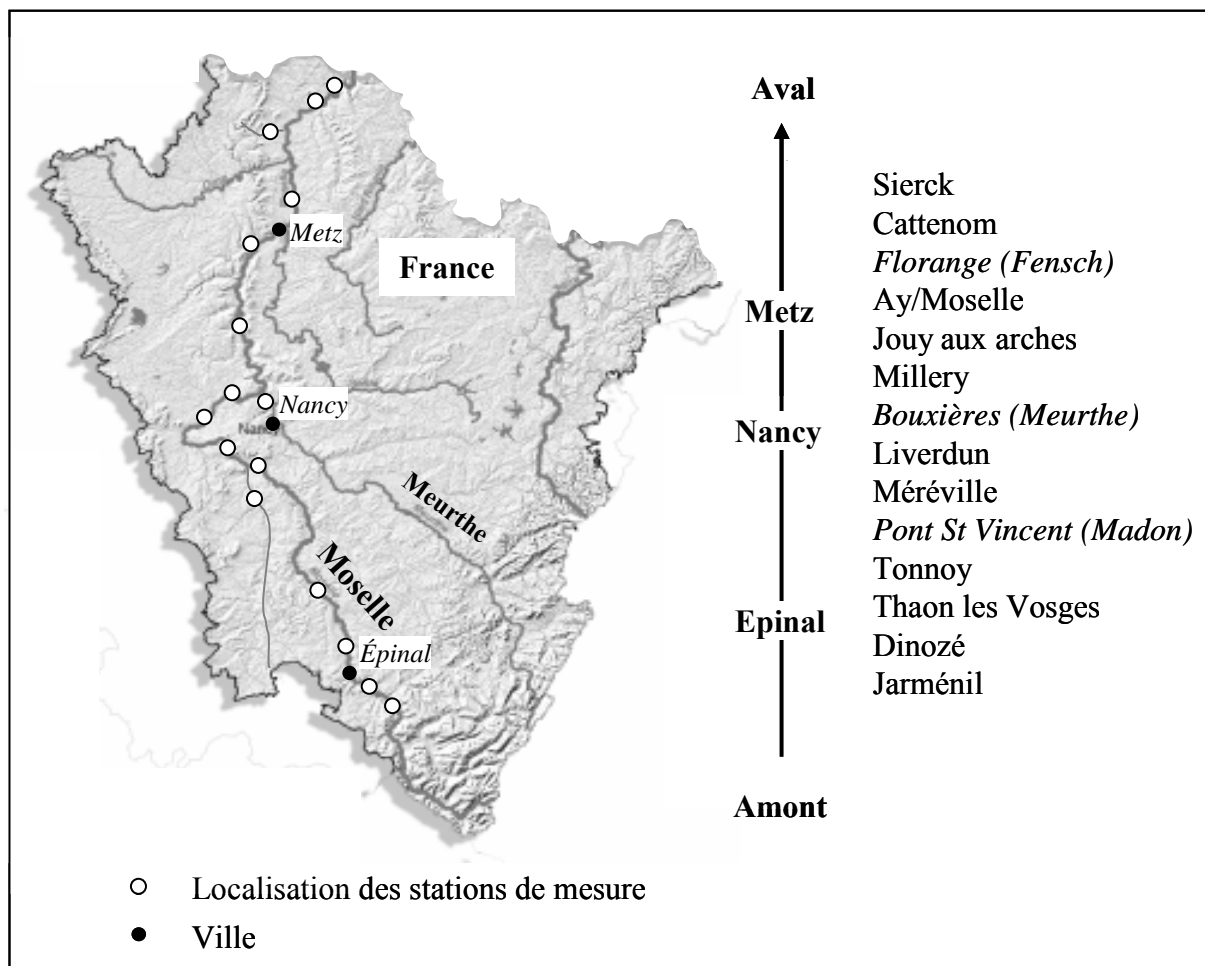 Aval
Sierck
Cattenom
Florange (Fensch)
Ay/Moselle
Jouy aux arches
Millery
Bouxières (Meurthe)
Liverdun
Méréville
Pont St Vincent (Madon)
Tonnoy
Thaon les Vosges
Dinozé
Jarménil
Metz
Nancy
Epinal
Amont
Metz
France
Nancy
Nancy
Meurthe
Moselle
Épinal
Localisation des stations de mesure
Ville